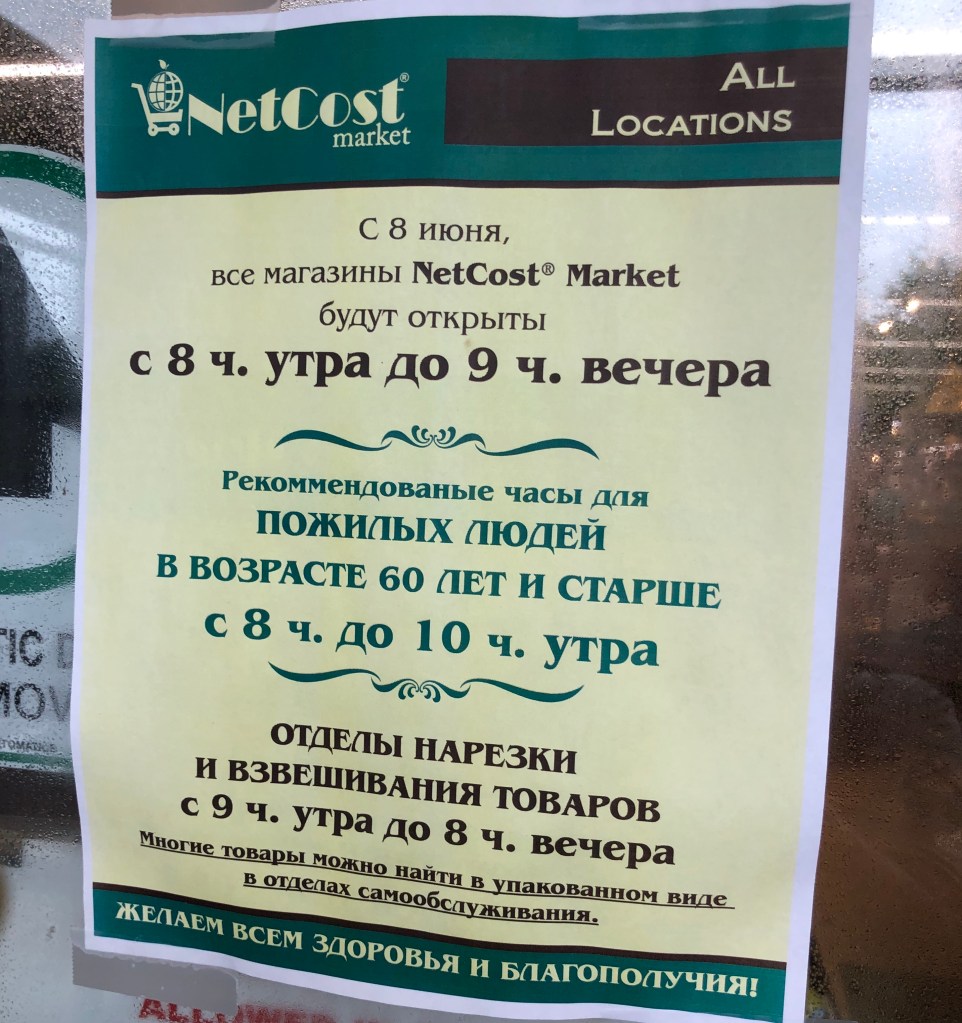 NetCost®
market
ALL
LOCATIONS
С 8 июня,
все магазины NetCost® Market
будут открыты
с 8 ч. утра до 9 ч. вечера
Рекоммендованые часы для
ПОЖИЛЫХ ЛЮДЕЙ
В ВОЗРАСТЕ 60 ЛЕТ И СТАРШЕ
с 8 ч. до 10 ч. утра
ОТДЕЛЫ НАРЕЗКИ
И ВЗВЕШИВАНИЯ ТОВАРОВ
с 9 ч. утра до 8 ч. вечера
Многие товары можно найти в упакованном виде
в отделах самообслуживания.
ЖЕЛАЕМ ВСЕМ ЗДОРОВЬЯ И БЛАГОПОЛУЧИЯ!